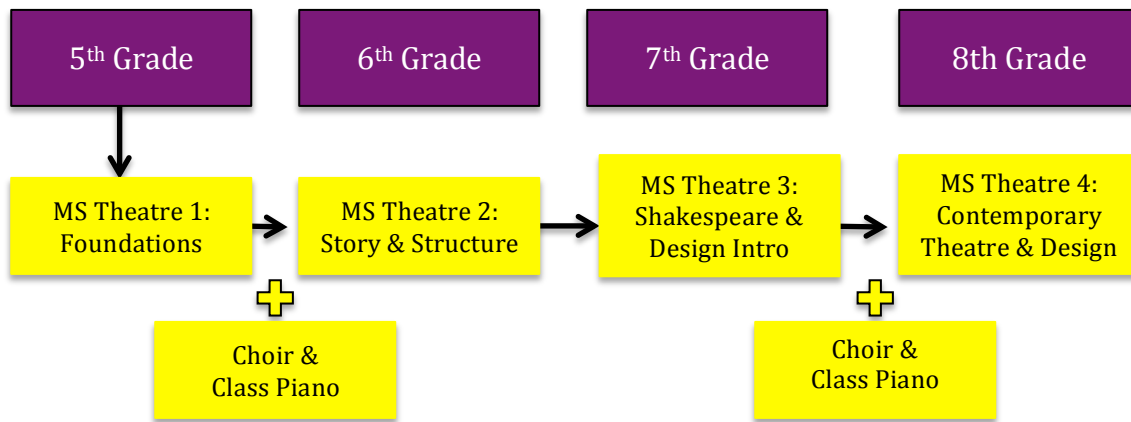 5th Grade
6th Grade
7th Grade
8th Grade
MS Theatre 1:
Foundations
MS Theatre 2:
Story & Structure
MS Theatre 3:
Shakespeare &
Design Intro
MS Theatre 4:
Contemporary
Theatre & Design
Choir &
Class Piano
Choir &
Class Piano